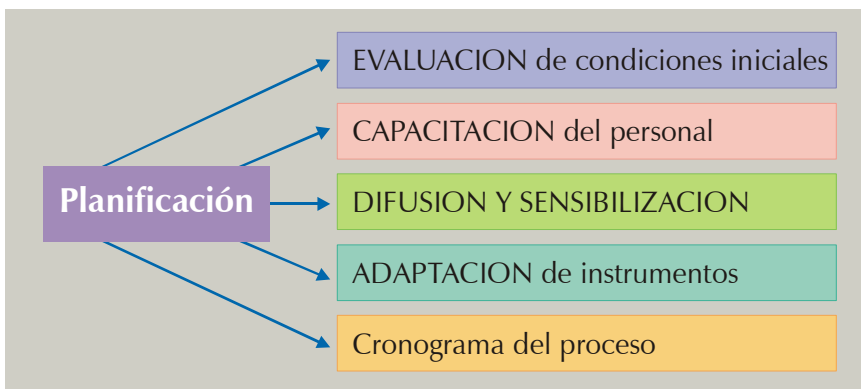 EVALUACION de condiciones iniciales
CAPACITACION del personal
Planificación
DIFUSION Y SENSIBILIZACION
ADAPTACION de instrumentos
Cronograma del proceso